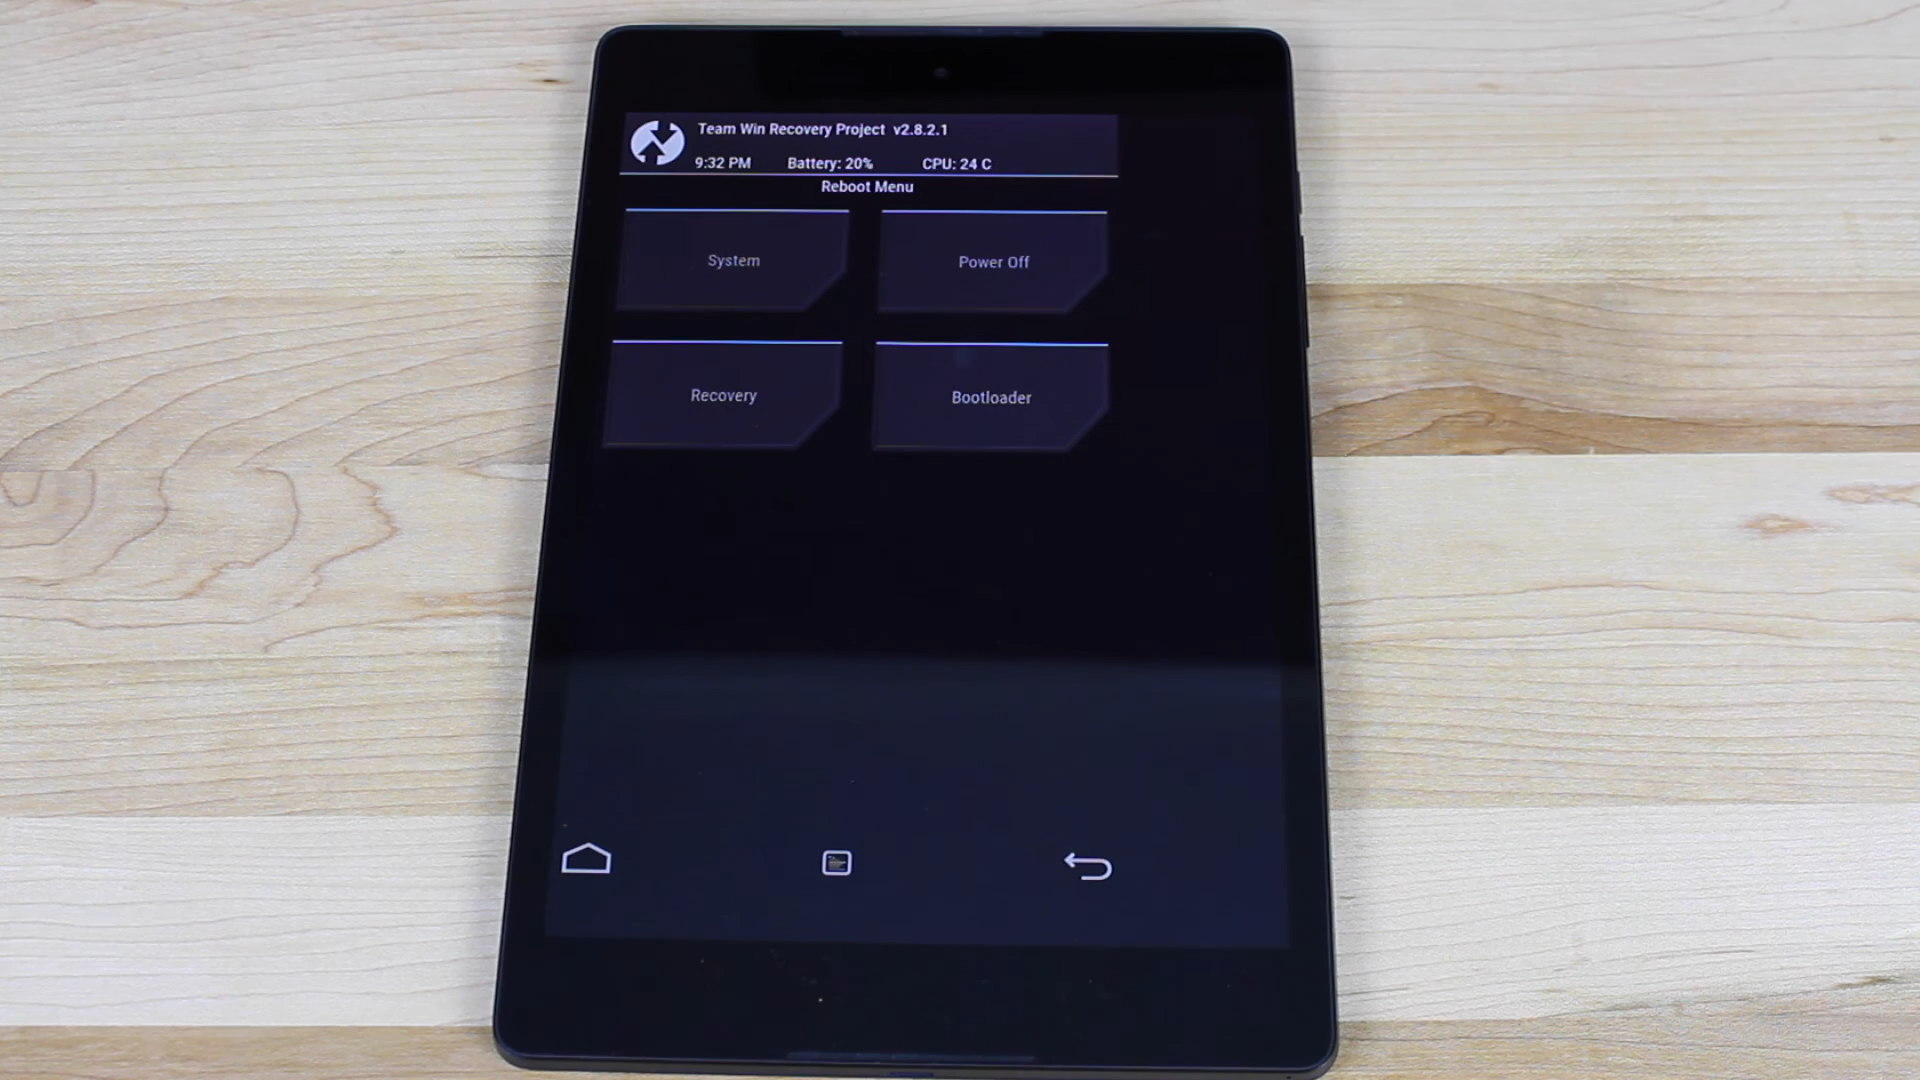 Team Win Recovery Project v2.8.2.1
9:32 PM Battery: 20% CPU: 24 C
Reboot Menu
System Power Off
Recovery Bootloader